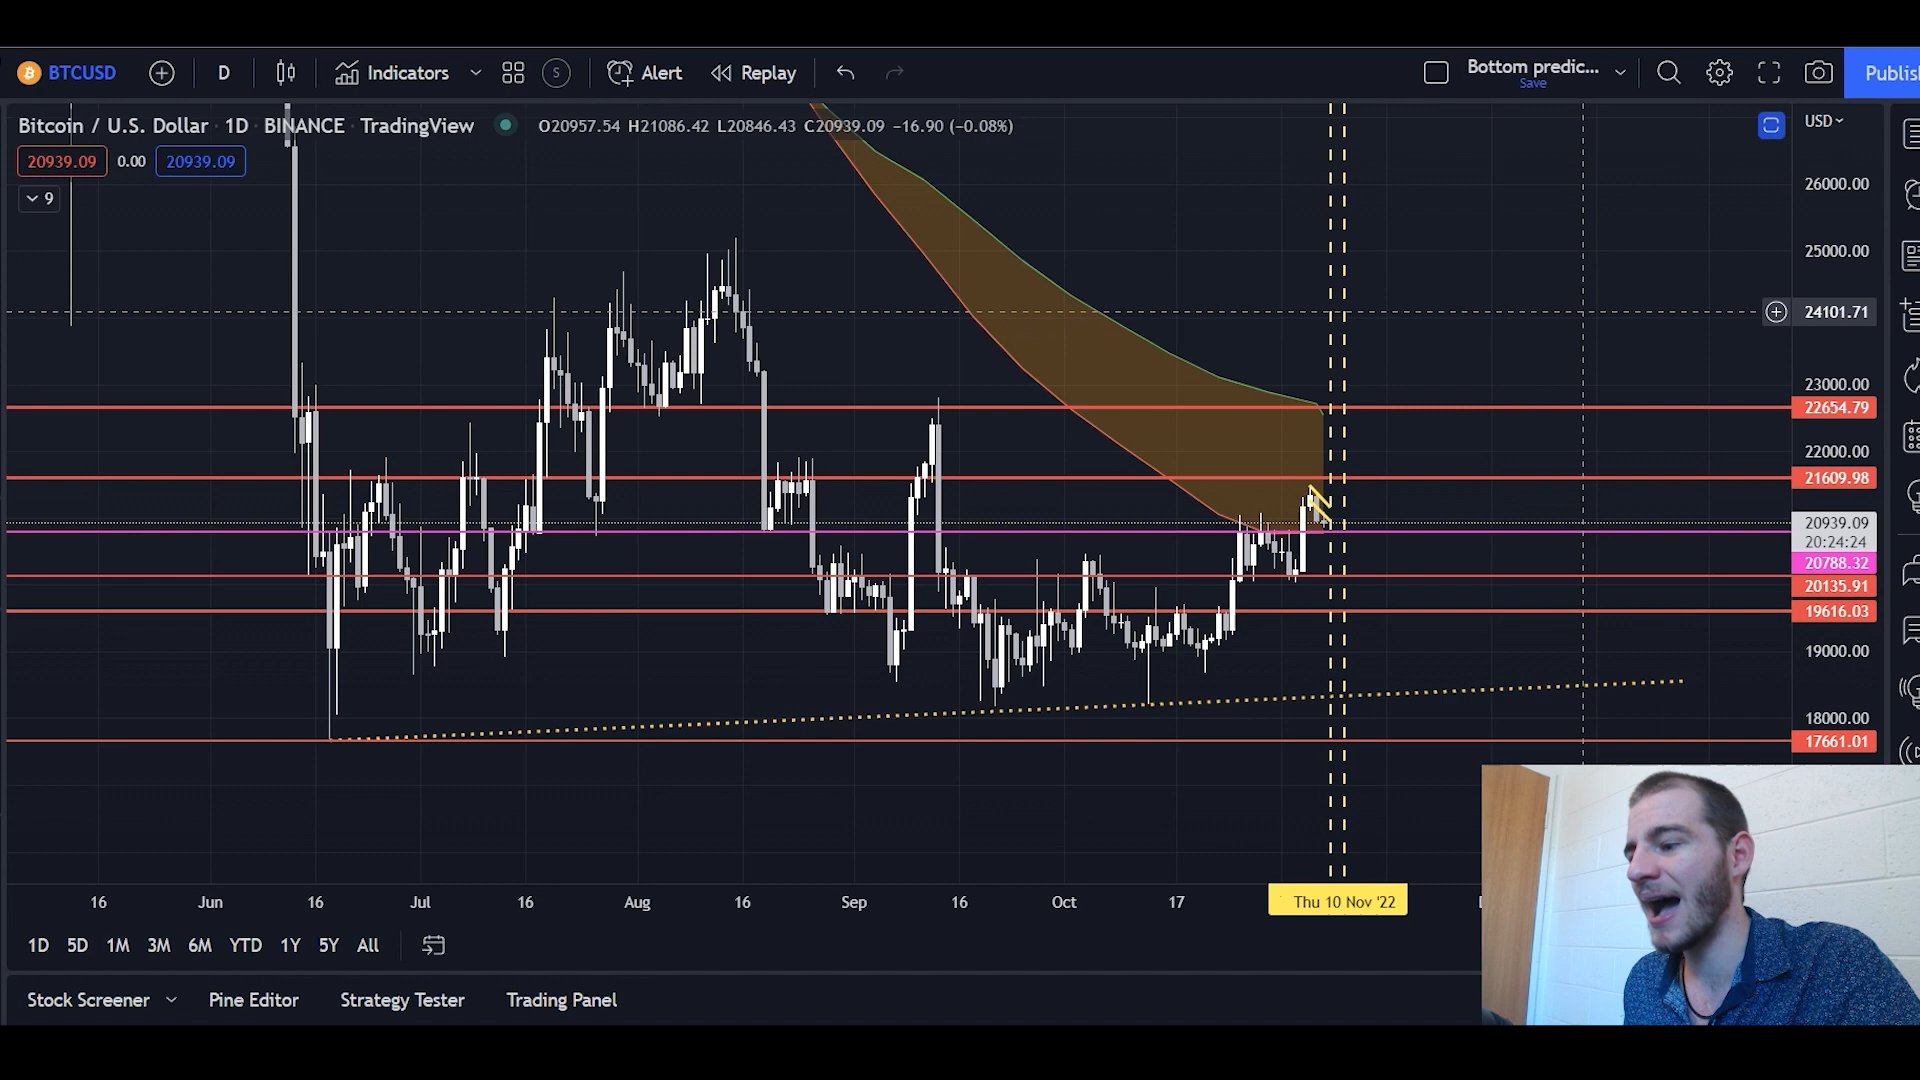 BTCUSD D Indicators S Alert Replay Bottom predic... Publis
Save
Bitcoin / U.S. Dollar · 1D · BINANCE · TradingView O20957.54 H21086.42 L20846.43 C20939.09 −16.90 (−0.08%) USD
20939.09 0.00 20939.09
9
26000.00
25000.00
24101.71
23000.00
22654.79
22000.00
21609.98
20939.09
20:24:24
20788.32
20135.91
19616.03
19000.00
18000.00
17661.01
16 Jun 16 Jul 16 Aug 16 Sep 16 Oct 17 Thu 10 Nov '22
1D 5D 1M 3M 6M YTD 1Y 5Y All
Stock Screener Pine Editor Strategy Tester Trading Panel